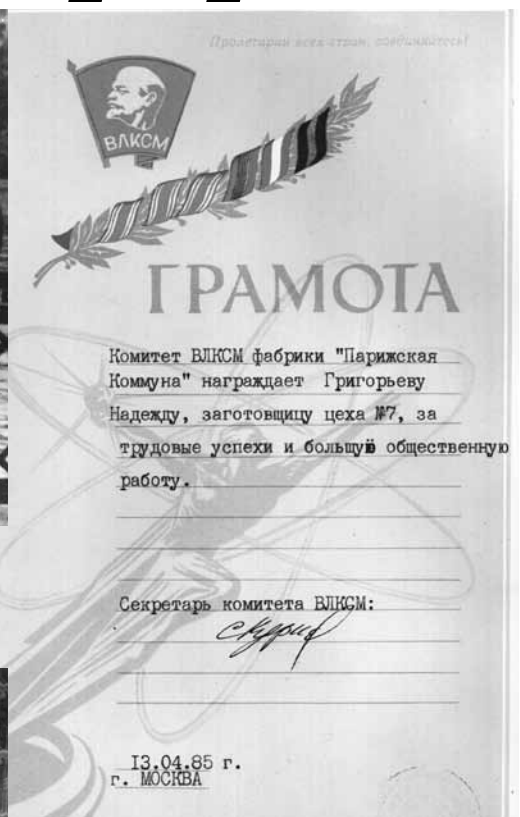 Пролетарии всех стран, соединяйтесь!
ВЛКСМ
ГРАМОТА
Комитет ВЛКСМ фабрики "Парижская
Коммуна" награждает Григорьеву
Надежду, заготовщицу цеха №7, за
трудовые успехи и большую общественную
работу.
Секретарь комитета ВЛКСМ:
13.04.85 г.
г. МОСКВА